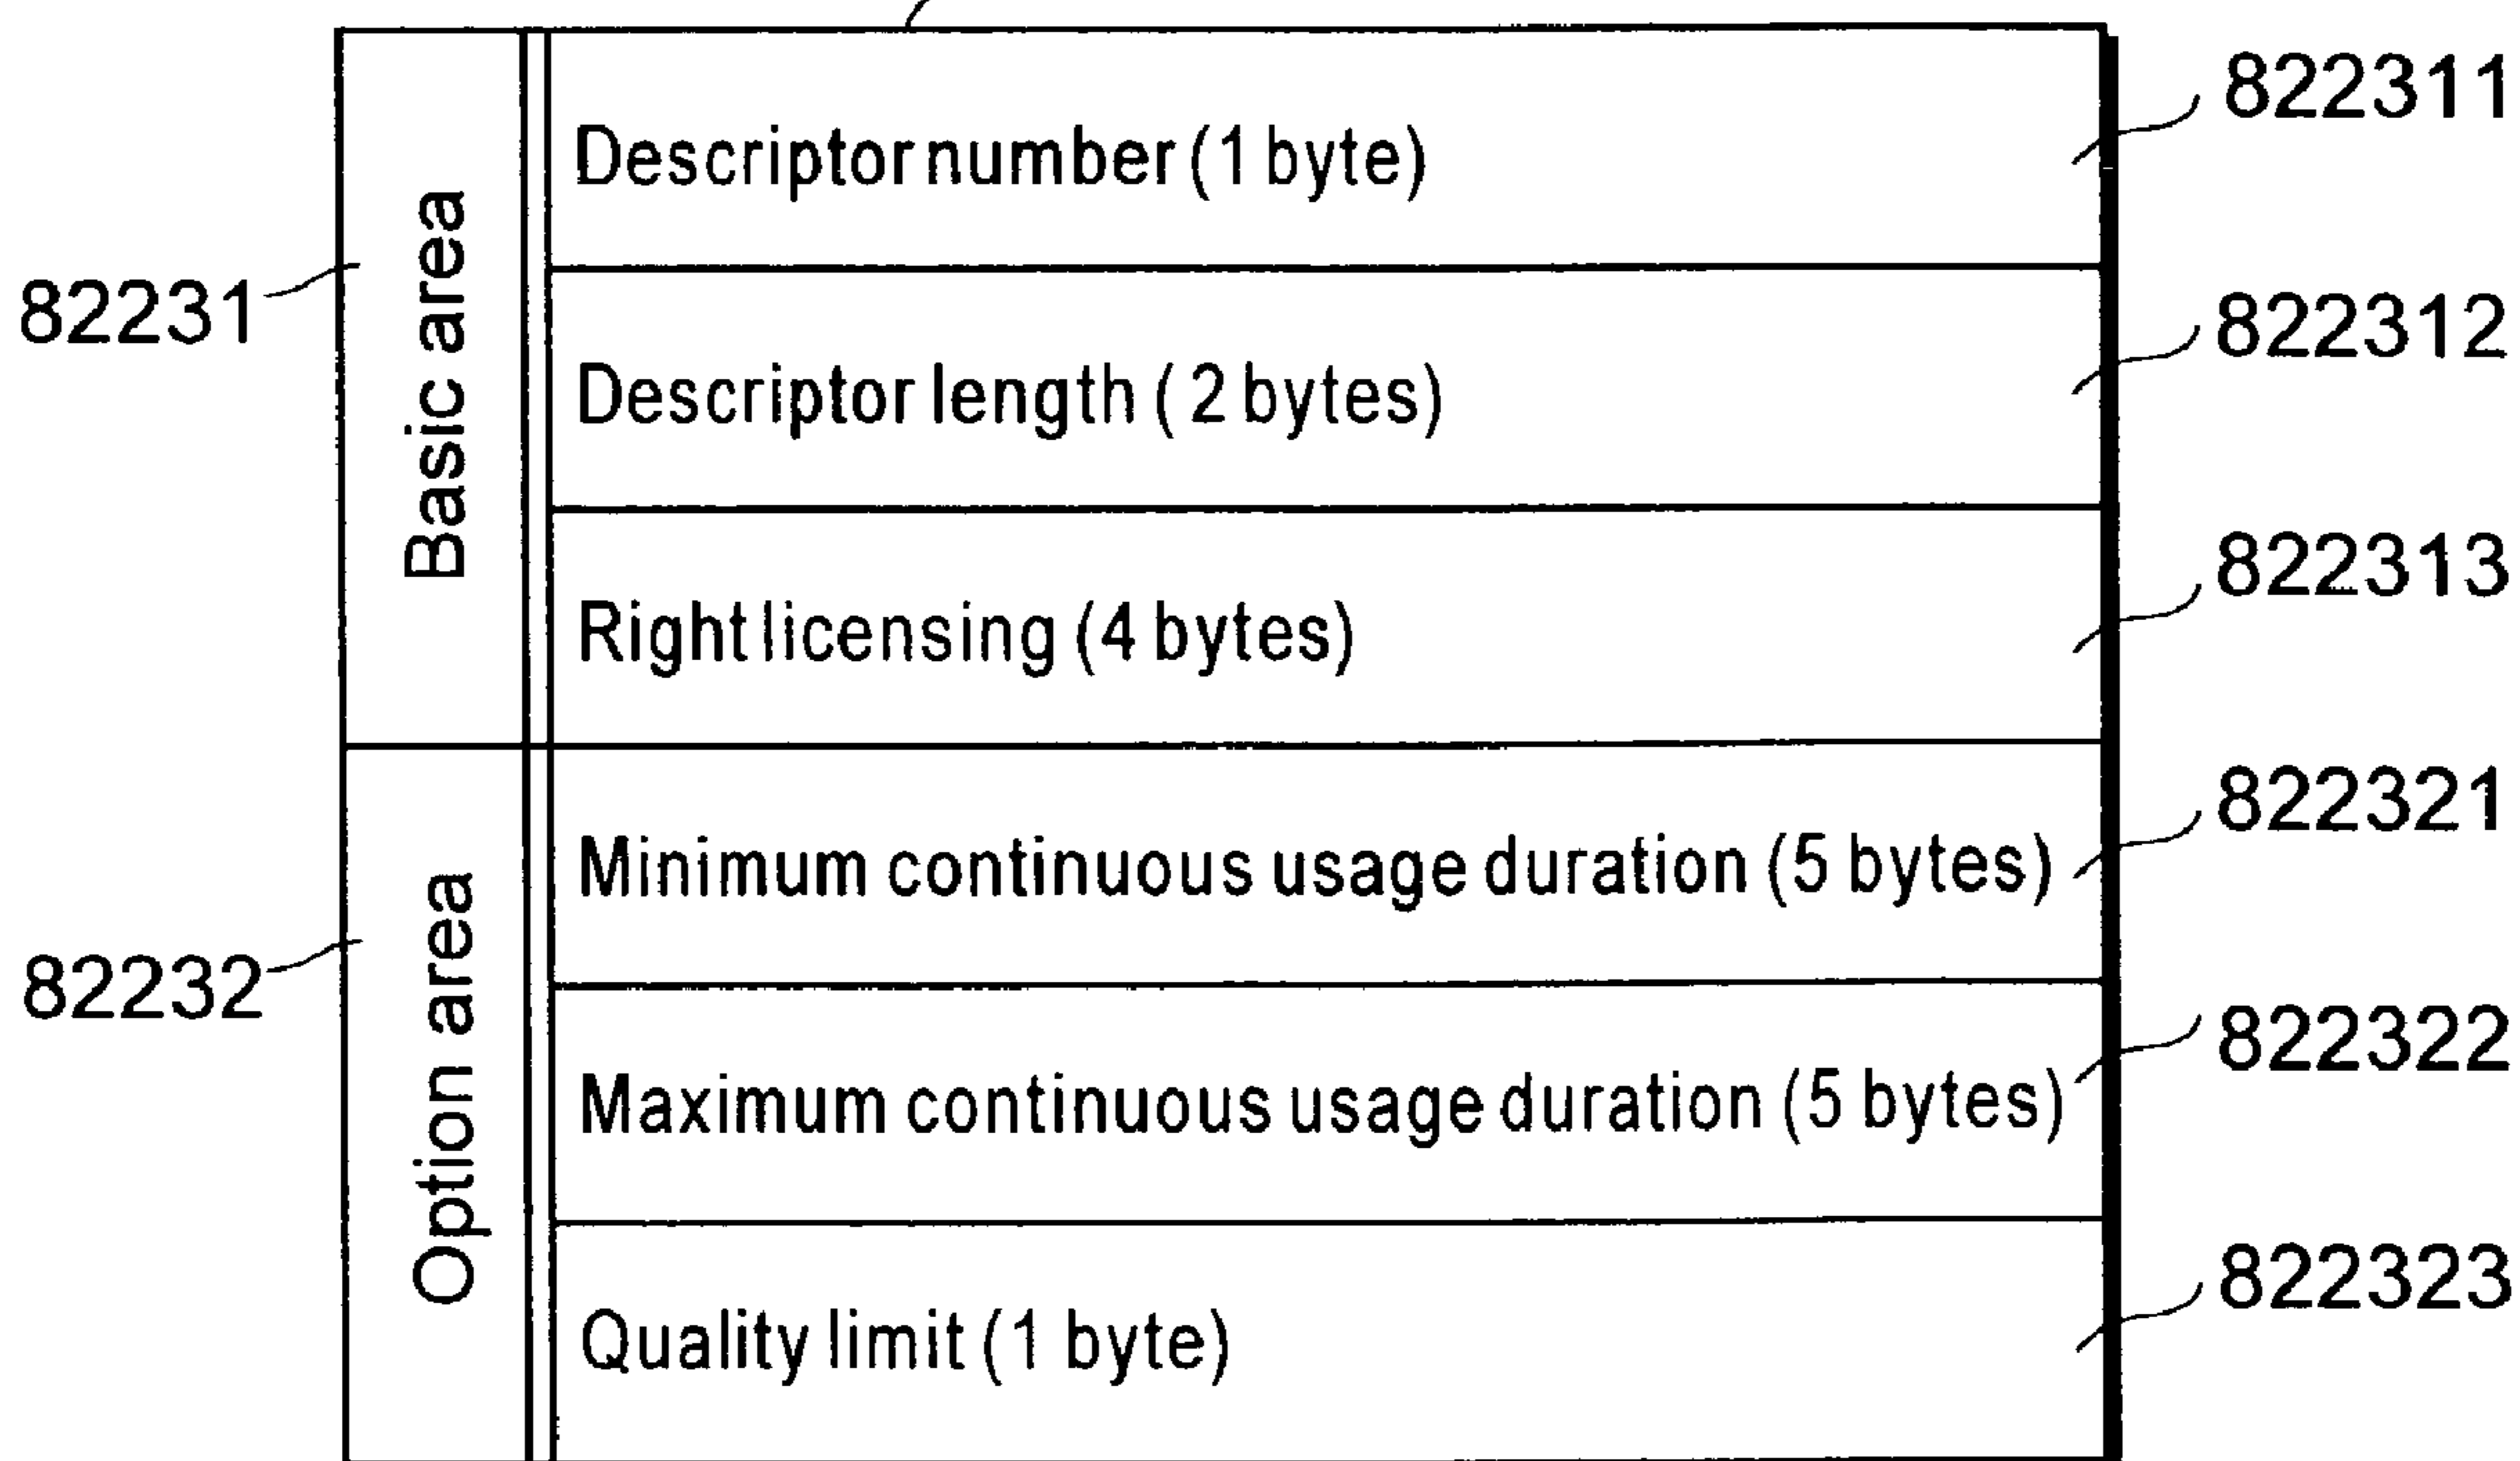 822311
Descriptor number (1 byte)
82231
Basic area
822312
Descriptor length (2 bytes)
822313
Right licensing (4 bytes)
822321
Minimum continuous usage duration (5 bytes)
82232
Option area
822322
Maximum continuous usage duration (5 bytes)
822323
Quality limit (1 byte)